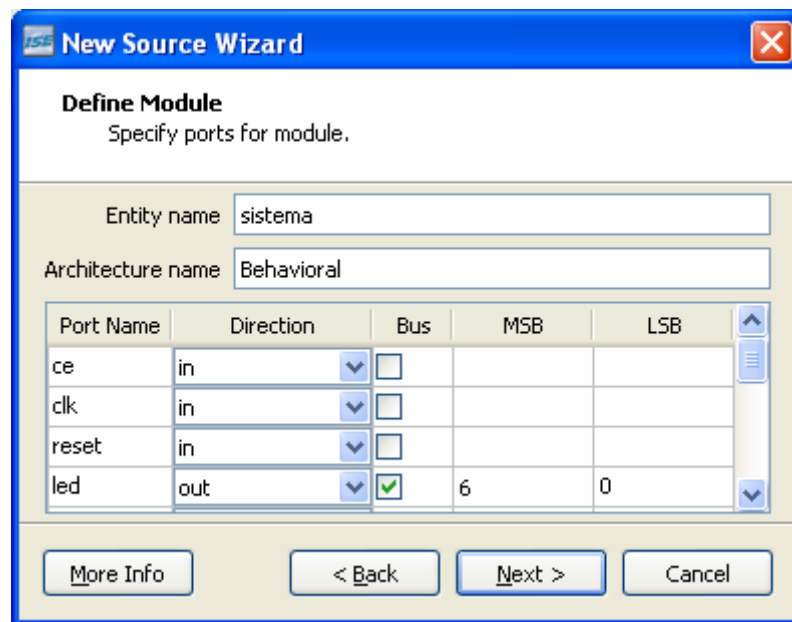 ISE New Source Wizard
Define Module
Specify ports for module.
Entity name sistema
Architecture name Behavioral
Port Name Direction Bus MSB LSB
ce in
clk in
reset in
led out 6 0
More Info < Back Next > Cancel